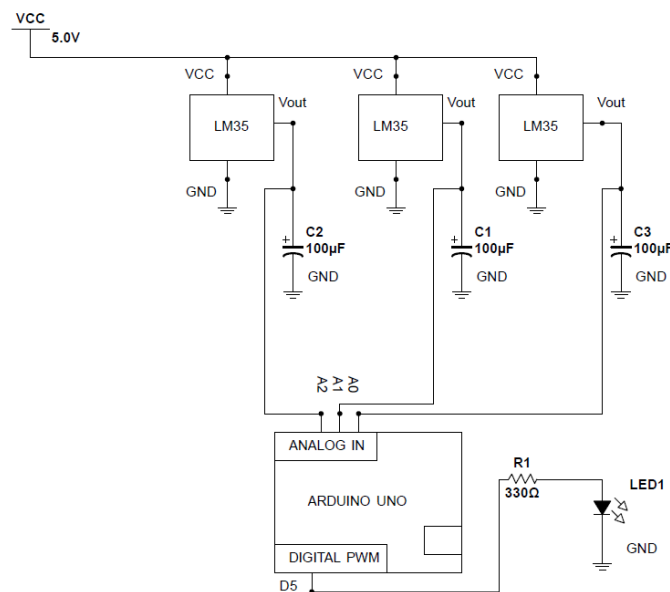 VCC
5.0V
VCC
VCC
VCC
Vout
Vout
Vout
LM35
LM35
LM35
GND
GND
GND
C2
100µF
C1
100µF
C3
100µF
GND
GND
GND
A2
A1
A0
ANALOG IN
R1
330Ω
LED1
ARDUINO UNO
GND
DIGITAL PWM
D5